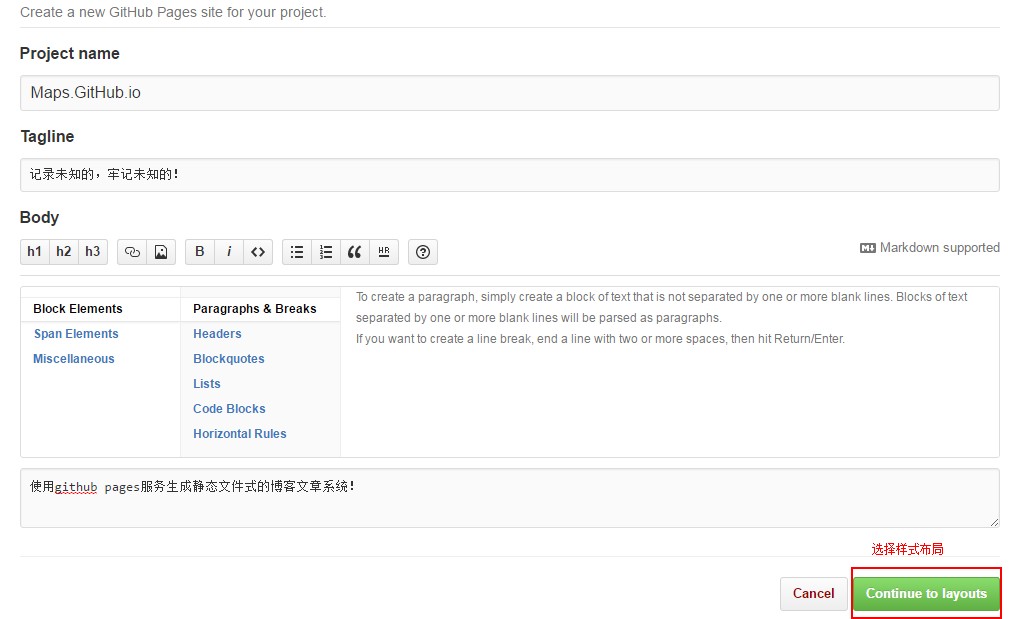 Create a new GitHub Pages site for your project.
Project name
Maps.GitHub.io
Tagline
记录未知的，牢记未知的！
Body
h1 h2 h3 B i <> HR Markdown supported
Block Elements
Span Elements
Miscellaneous
Paragraphs & Breaks
Headers
Blockquotes
Lists
Code Blocks
Horizontal Rules
To create a paragraph, simply create a block of text that is not separated by one or more blank lines. Blocks of text
separated by one or more blank lines will be parsed as paragraphs.
If you want to create a line break, end a line with two or more spaces, then hit Return/Enter.
使用github pages服务生成静态文件式的博客文章系统！
选择样式布局
Cancel Continue to layouts